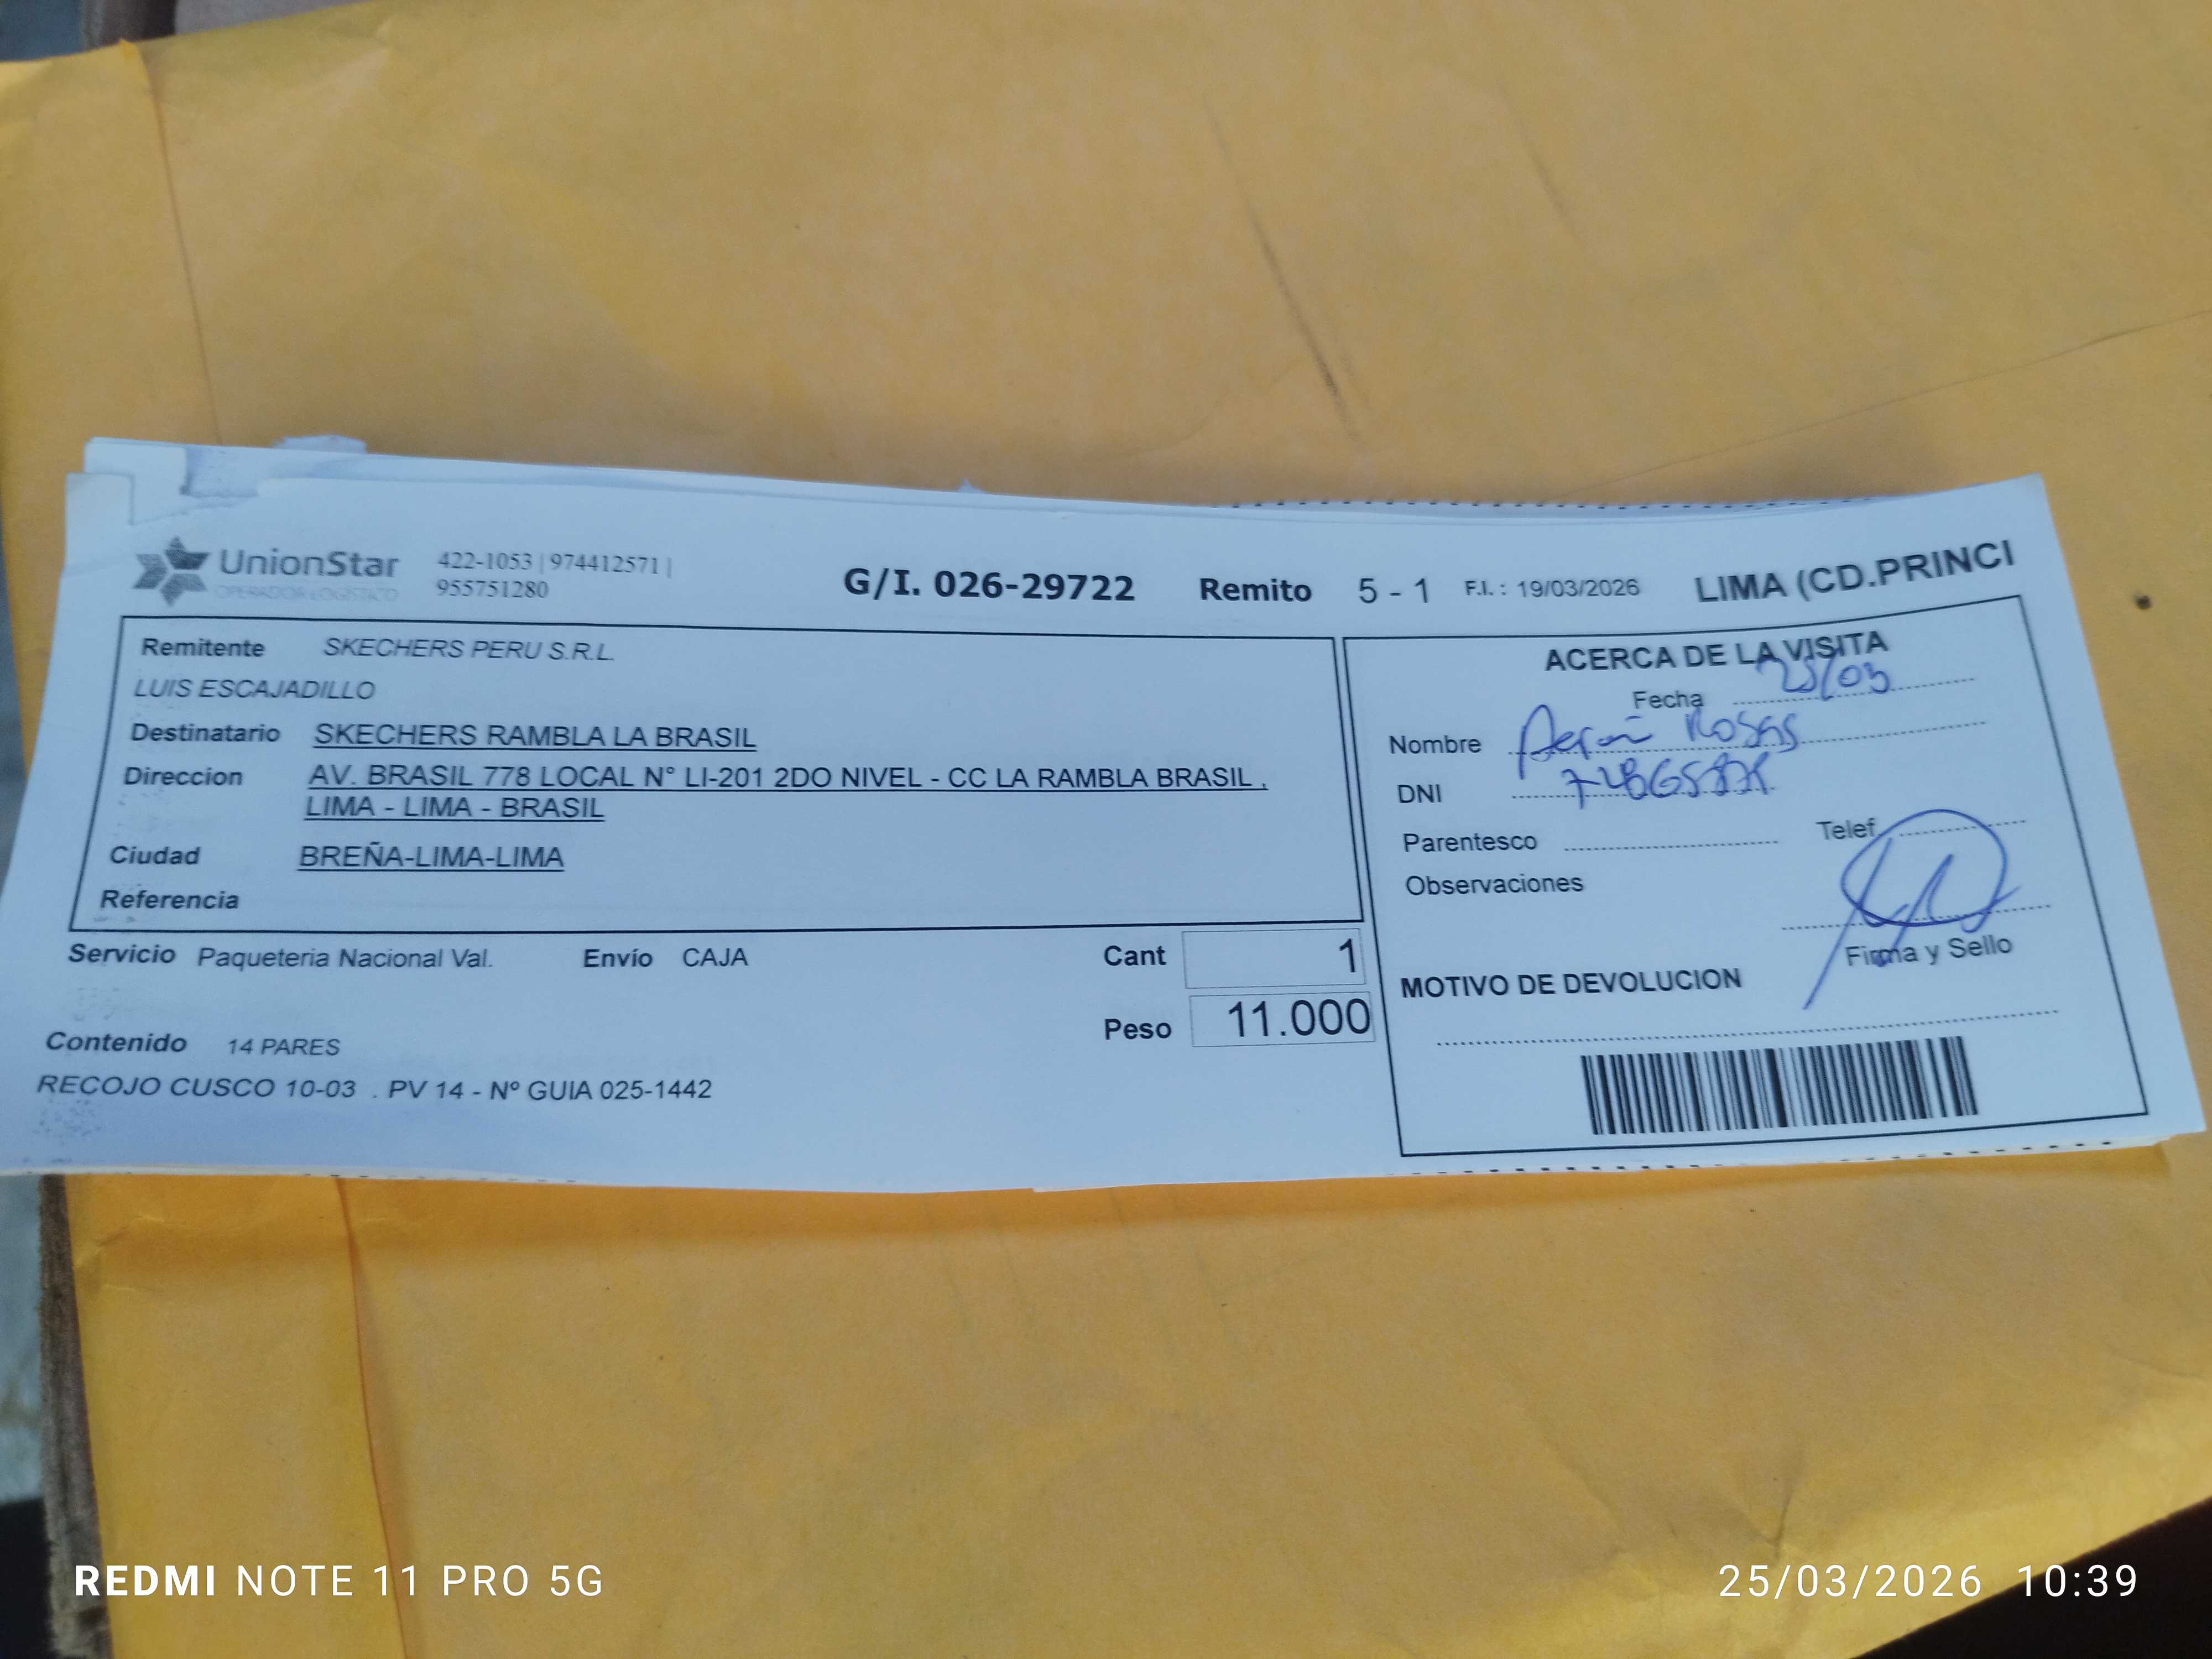 UnionStar
OPERADOR LOGISTICO
422-1053 | 974412571 |
955751280
G/I. 026-29722 Remito 5 - 1 F.I. : 19/03/2026 LIMA (CD.PRINCI
Remitente SKECHERS PERU S.R.L.
LUIS ESCAJADILLO
Destinatario SKECHERS RAMBLA LA BRASIL
Direccion AV. BRASIL 778 LOCAL N° LI-201 2DO NIVEL - CC LA RAMBLA BRASIL ,
LIMA - LIMA - BRASIL
Ciudad BREÑA-LIMA-LIMA
Referencia
Servicio Paqueteria Nacional Val. Envío CAJA
Cant 1
Peso 11.000
Contenido 14 PARES
RECOJO CUSCO 10-03 . PV 14 - Nº GUIA 025-1442
ACERCA DE LA VISITA
Fecha 25/03
Nombre Rosas
DNI
Parentesco Telef
Observaciones
Firma y Sello
MOTIVO DE DEVOLUCION
REDMI NOTE 11 PRO 5G
25/03/2026 10:39